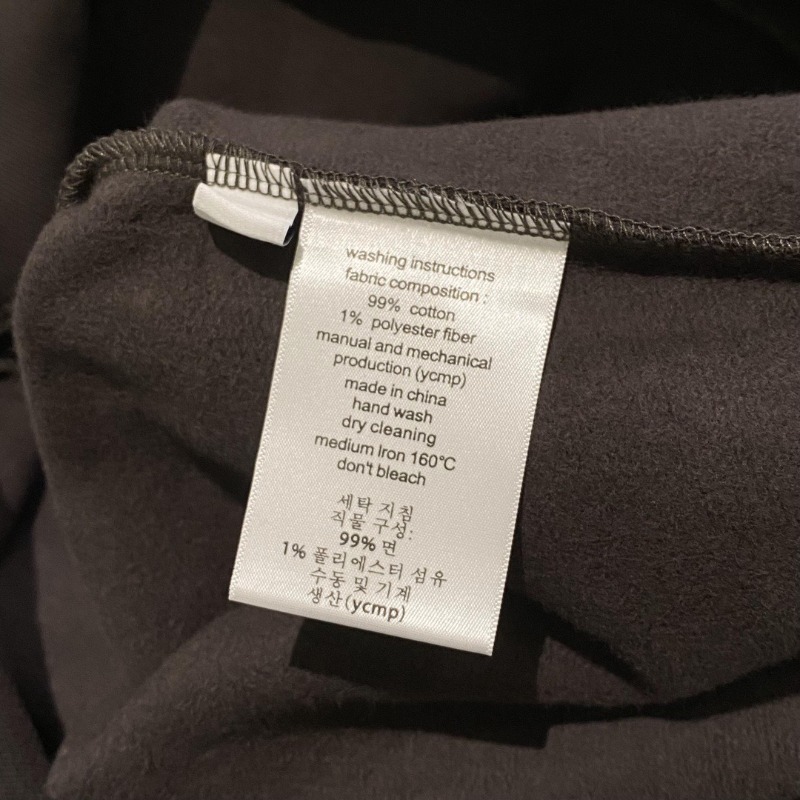 washing instructions
fabric composition :
99% cotton
1% polyester fiber
manual and mechanical
production (ycmp)
made in china
hand wash
dry cleaning
medium Iron 160℃
don't bleach
세탁 지침
직물 구성:
99% 면
1% 폴리에스터 섬유
수동 및 기계
생산(ycmp)